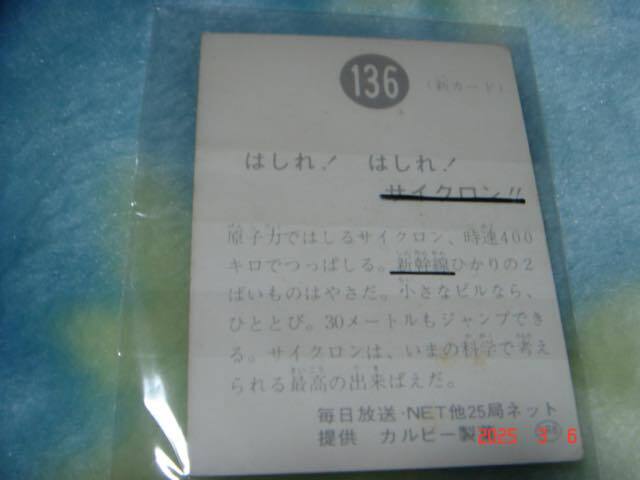 136
(新カード)
はしれ! はしれ!
サイクロン!!
原子力ではしるサイクロン、時速400
キロでつっぱしる。新幹線ひかりの2
ばいものはやさだ。小さなビルなら、
ひととび。30メートルもジャンプでき
る。サイクロンは、いまの科学で考え
られる最高の出来ばえだ。
毎日放送・NET他25局ネット
提供 カルビー製菓
2025 3 6